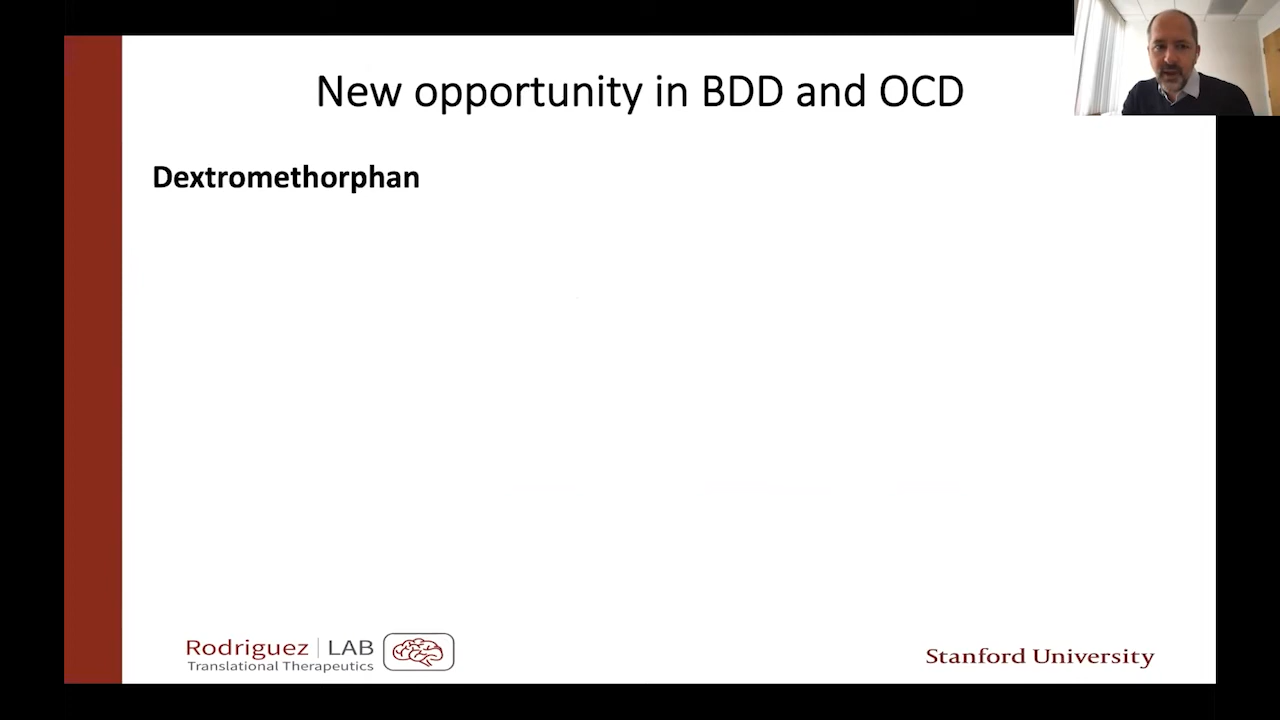 New opportunity in BDD and OCD
Dextromethorphan
Rodriguez | LAB
Translational Therapeutics
Stanford University